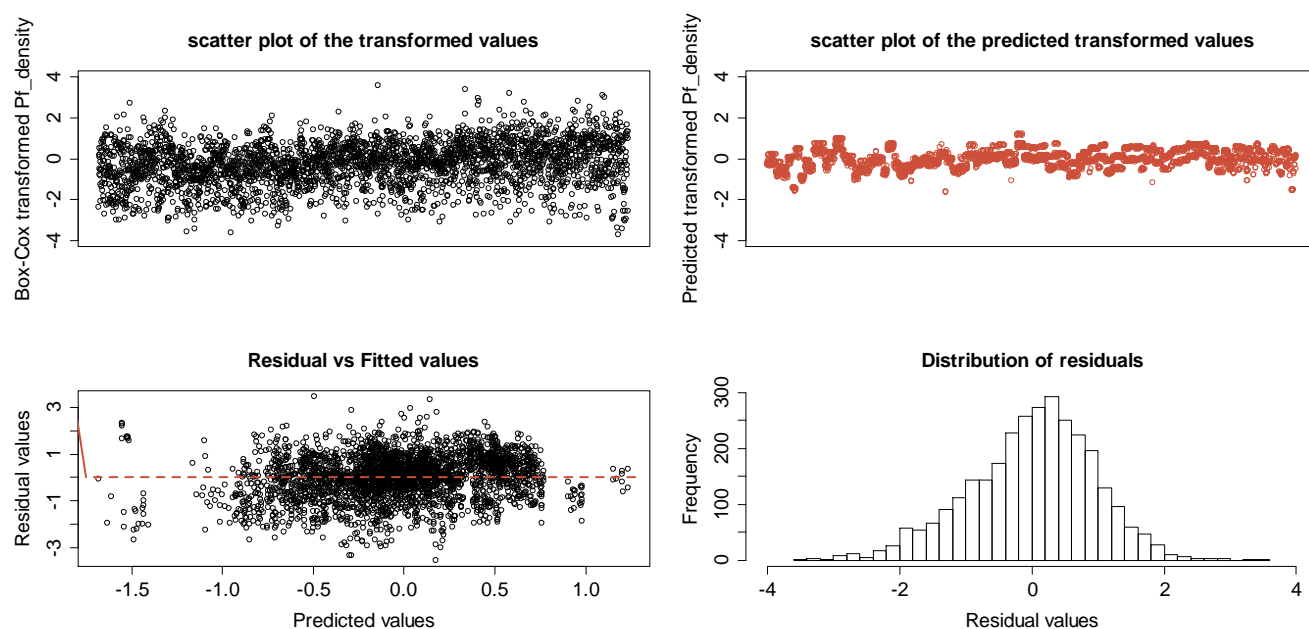 scatter plot of the transformed values
Box-Cox transformed Pf_density
4
2
0
-2
-4
scatter plot of the predicted transformed values
Predicted transformed Pf_density
4
2
0
-2
-4
Residual vs Fitted values
Residual values
3
1
-1
-3
-1.5 -1.0 -0.5 0.0 0.5 1.0
Predicted values
Distribution of residuals
Frequency
300
200
100
0
-4 -2 0 2 4
Residual values